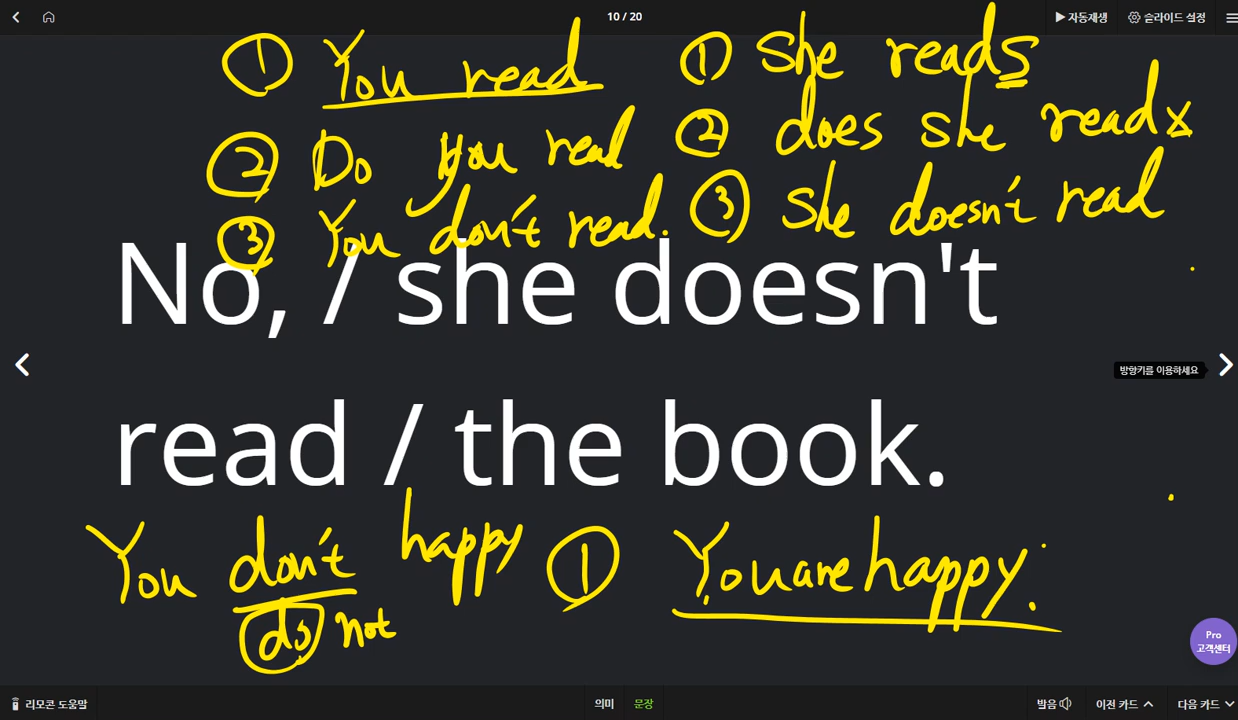 10 / 20
자동재생
슬라이드 설정
① You read
① She reads
② Do you read
② does she read
③ You don't read.
③ She doesn't read
No, / she doesn't
방향키를 이용하세요
read / the book.
You don't happy
① You are happy.
do not
Pro
고객센터
리모콘 도움말
의미
문장
발음
이전 카드
다음 카드